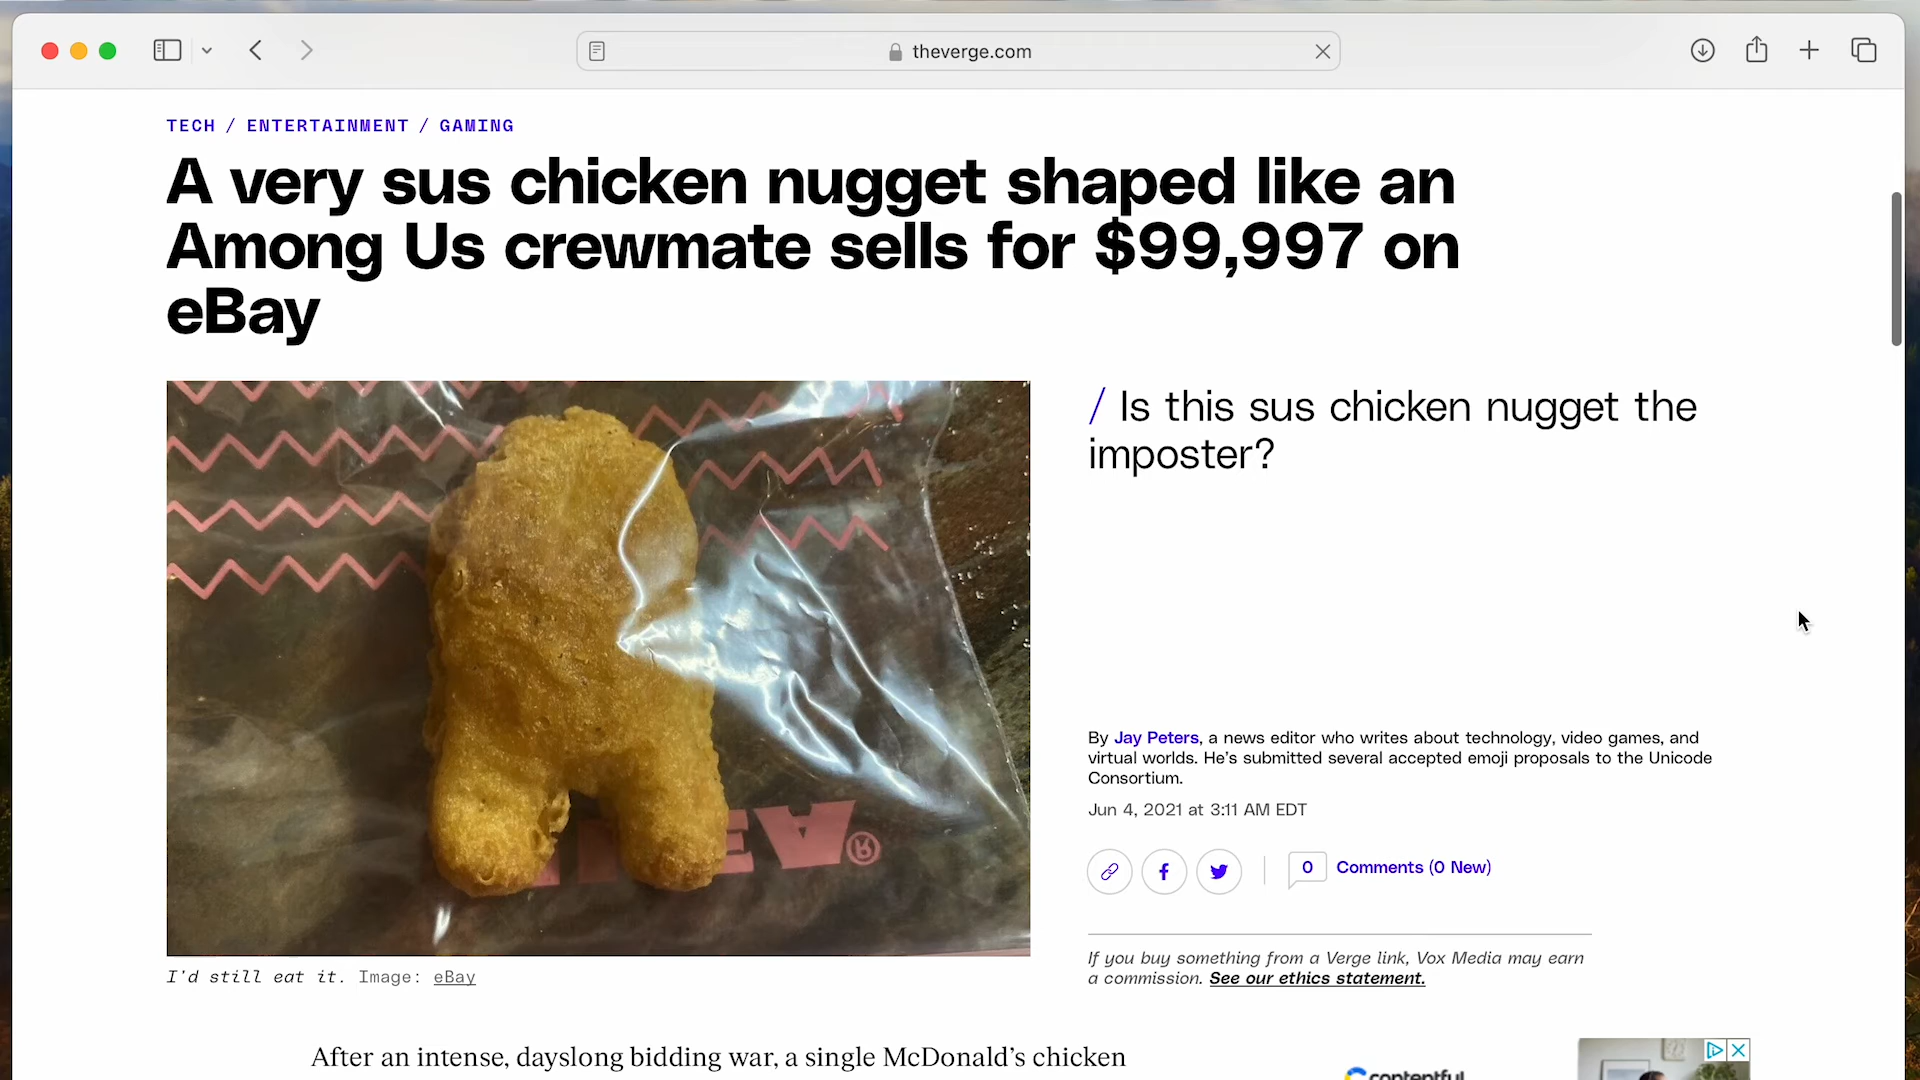 theverge.com
TECH / ENTERTAINMENT / GAMING
A very sus chicken nugget shaped like an
Among Us crewmate sells for $99,997 on
eBay
/ Is this sus chicken nugget the
imposter?
By Jay Peters, a news editor who writes about technology, video games, and
virtual worlds. He's submitted several accepted emoji proposals to the Unicode
Consortium.
Jun 4, 2021 at 3:11 AM EDT
0 Comments (0 New)
If you buy something from a Verge link, Vox Media may earn
a commission. See our ethics statement.
I'd still eat it. Image: eBay
After an intense, dayslong bidding war, a single McDonald's chicken
contentful